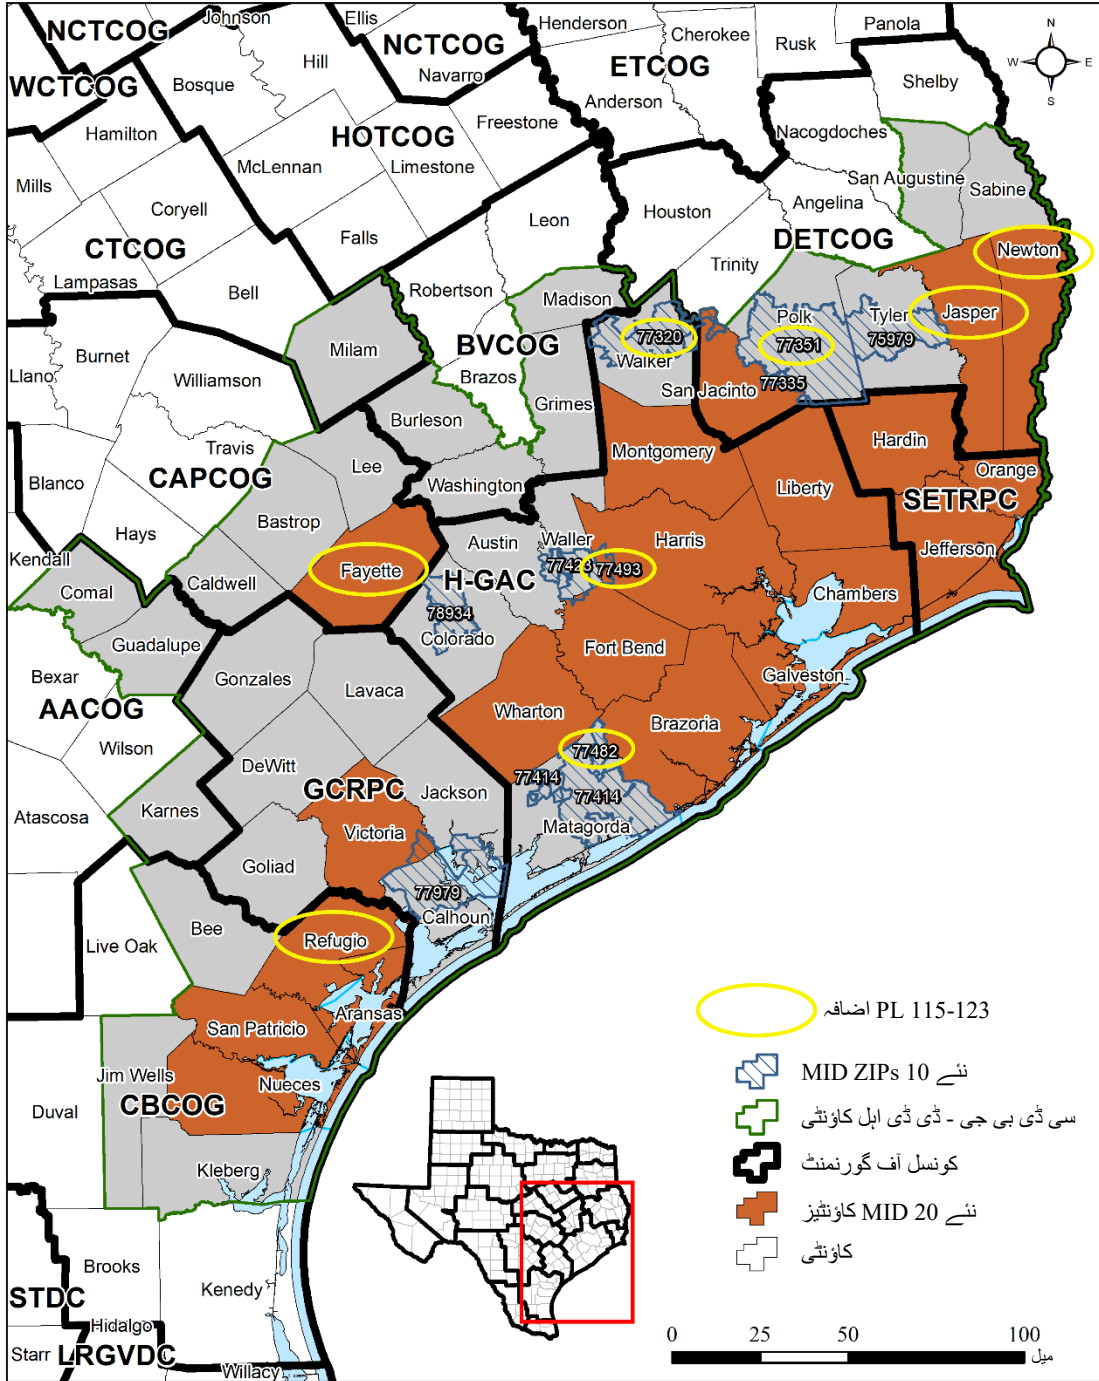 Johnson
Ellis
NCTCOG
Henderson
Cherokee
Panola
Rusk
NCTCOG
Hill
Navarro
ETCOG
N
W
E
S
WCTCOG
Bosque
Shelby
Anderson
Hamilton
HOTCOG
Freestone
Nacogdoches
McLennan
Limestone
San Augustine
Sabine
Mills
Coryell
Leon
Houston
Angelina
CTCOG
Falls
DETCOG
Newton
Lampasas
Bell
Trinity
Robertson
Madison
Jasper
Polk
Tyler
77320
77351
75979
Burnet
Milam
BVCOG
Walker
Llano
Williamson
Brazos
San Jacinto
77335
Grimes
Burleson
Travis
Montgomery
Hardin
Lee
Blanco
CAPCOG
Washington
Liberty
Orange
SETRPC
Bastrop
Hays
Austin
Waller
Harris
Jefferson
Kendall
Fayette
H-GAC
77423
77493
Comal
Caldwell
Chambers
78934
Colorado
Guadalupe
Fort Bend
Bexar
Gonzales
Lavaca
Galveston
AACOG
Wharton
Brazoria
Wilson
77482
DeWitt
GCRPC
Jackson
77414
77414
Atascosa
Karnes
Victoria
Matagorda
Goliad
77979
Calhoun
Bee
Live Oak
Refugio
Aransas
San Patricio
Jim Wells
Nueces
Duval
CBCOG
Kleberg
Brooks
Kenedy
STDC
Hidalgo
Starr
LRGVDC
Willacy
PL 115-123 اضافہ
نئے 10 MID ZIPs
سی ڈی بی جی - ڈی ڈی اہل کاؤنٹی
کونسل آف گورنمنٹ
نئے 20 MID کاؤنٹیز
کاؤنٹی
0 25 50 100
میل